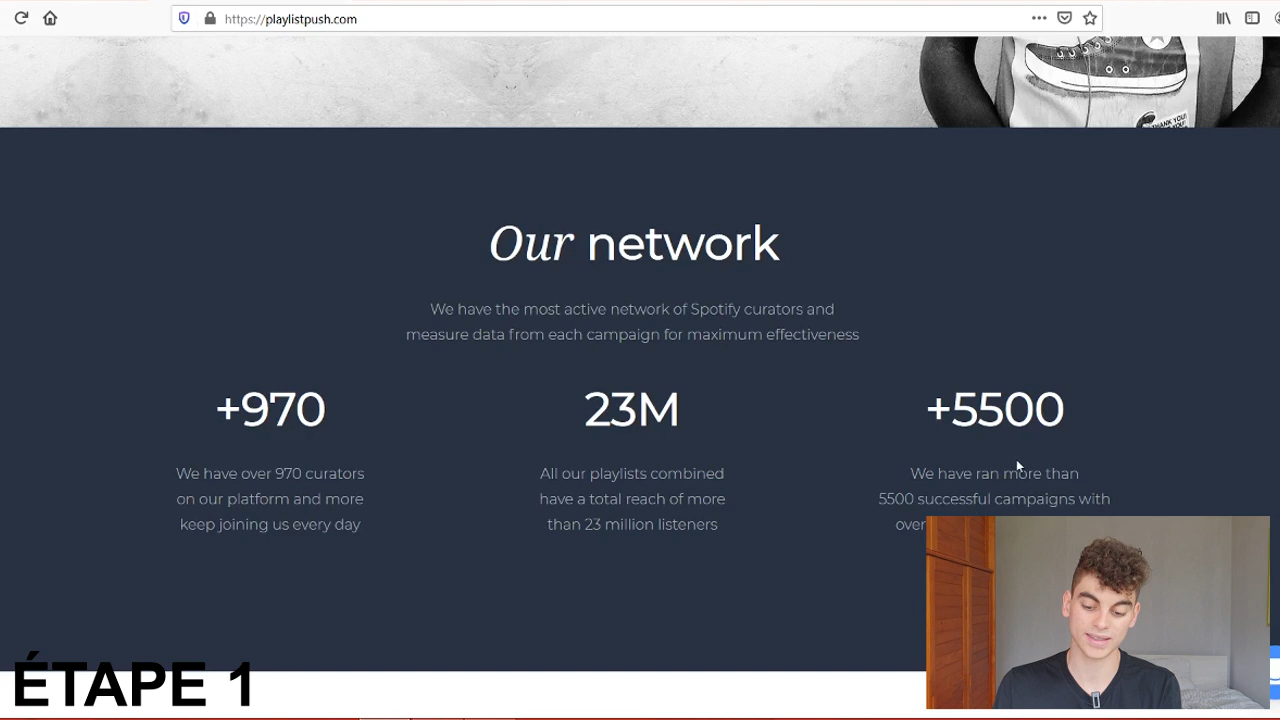 https://playlistpush.com
THANK YOU!
Our network
We have the most active network of Spotify curators and
measure data from each campaign for maximum effectiveness
+970
23M
+5500
We have over 970 curators
on our platform and more
keep joining us every day
All our playlists combined
have a total reach of more
than 23 million listeners
We have ran more than
5500 successful campaigns with
over
ÉTAPE 1